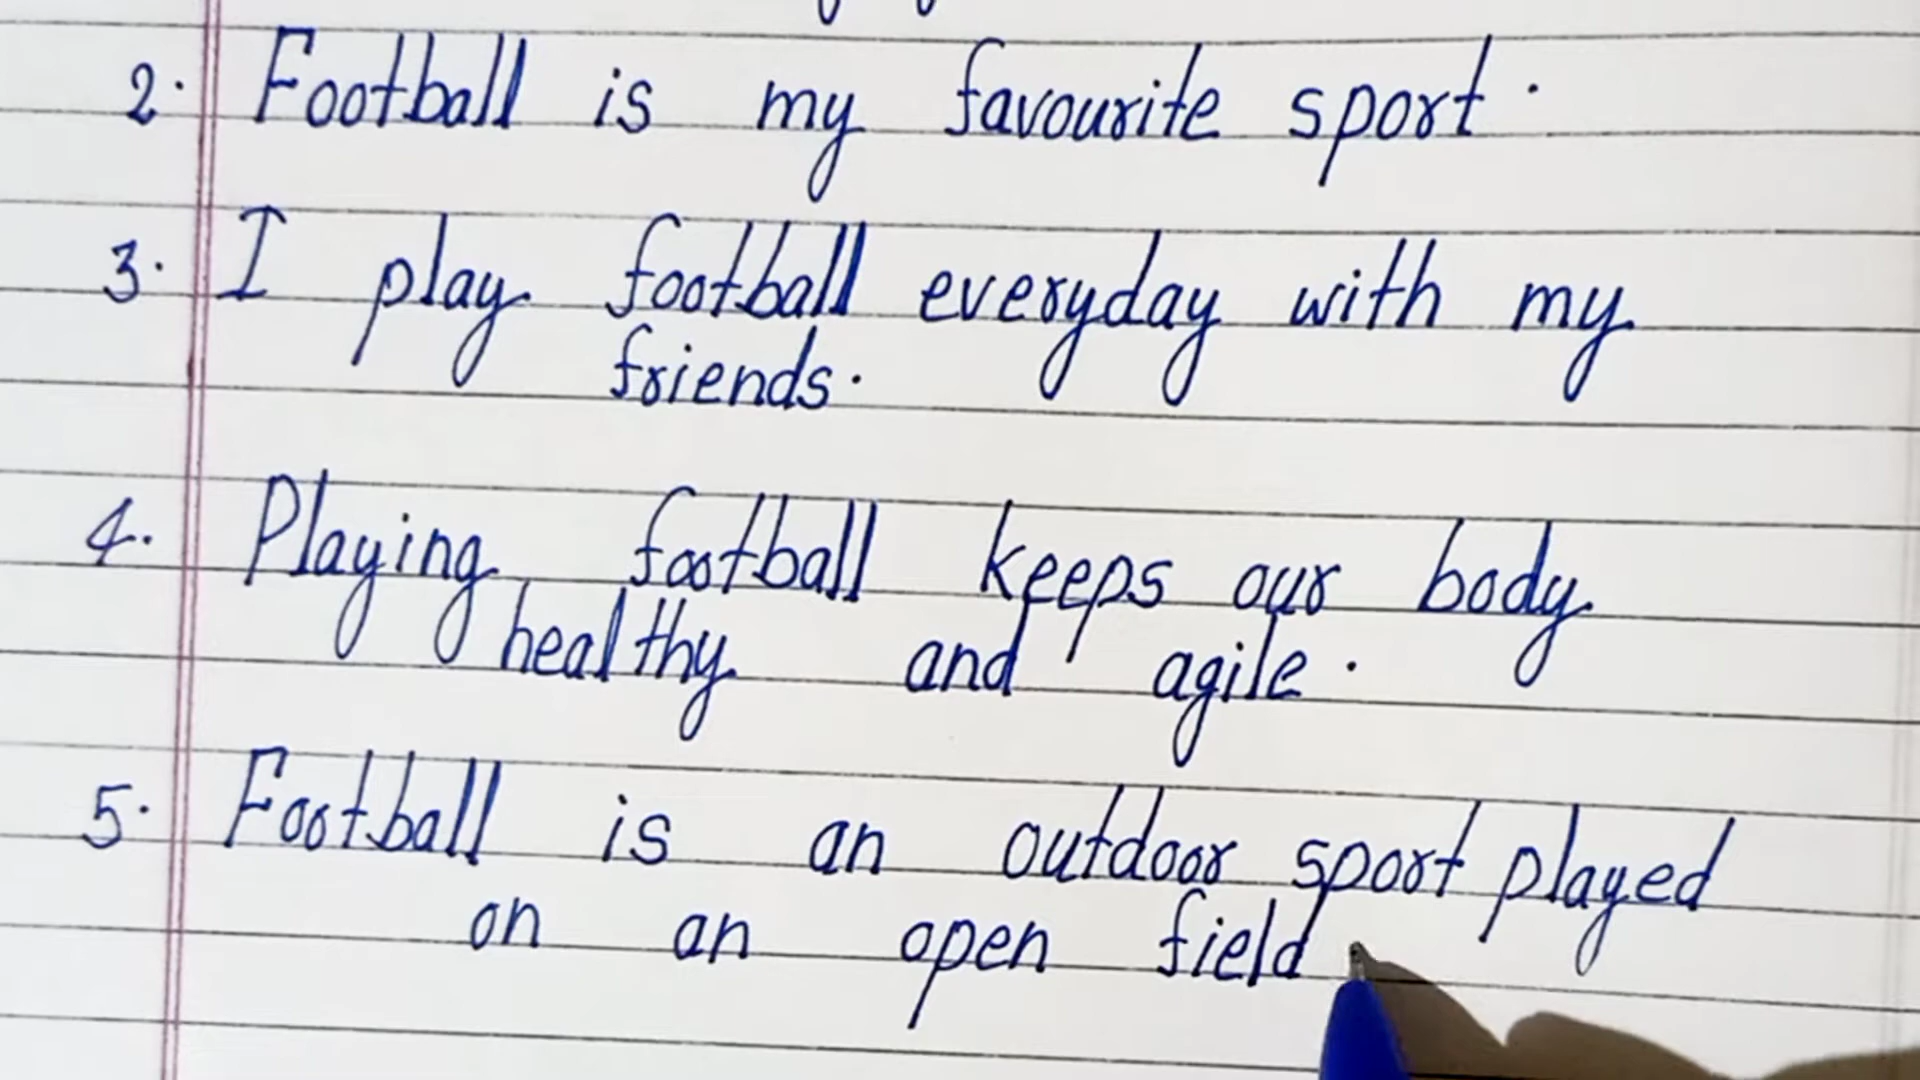 2. Football is my favourite sport.
3. I play football everyday with my
friends.
4. Playing football keeps our body
healthy and agile.
5. Football is an outdoor sport played
on an open field